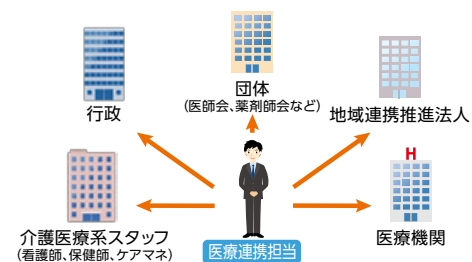 団体
(医師会、薬剤師会など)
行政
地域連携推進法人
H
介護医療系スタッフ
(看護師、保健師、ケアマネ)
医療連携担当
医療機関